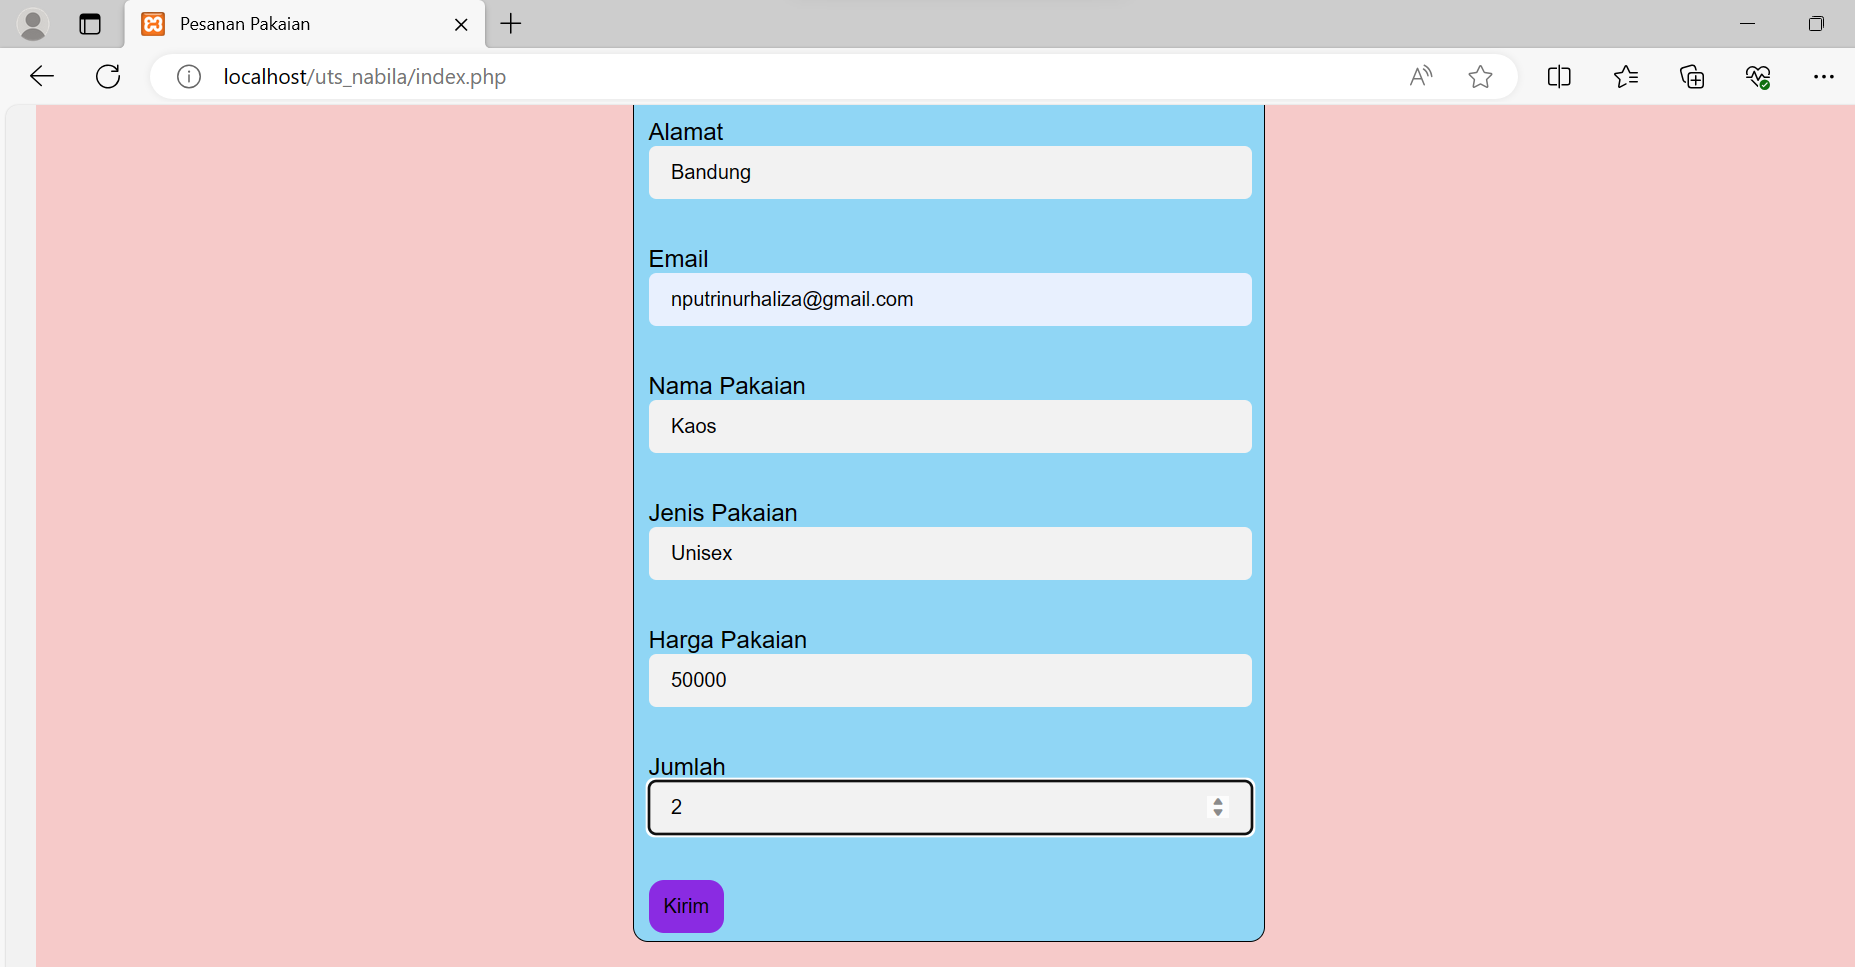 Pesanan Pakaian
localhost/uts_nabila/index.php
Alamat
Bandung
Email
nputrinurhaliza@gmail.com
Nama Pakaian
Kaos
Jenis Pakaian
Unisex
Harga Pakaian
50000
Jumlah
2
Kirim